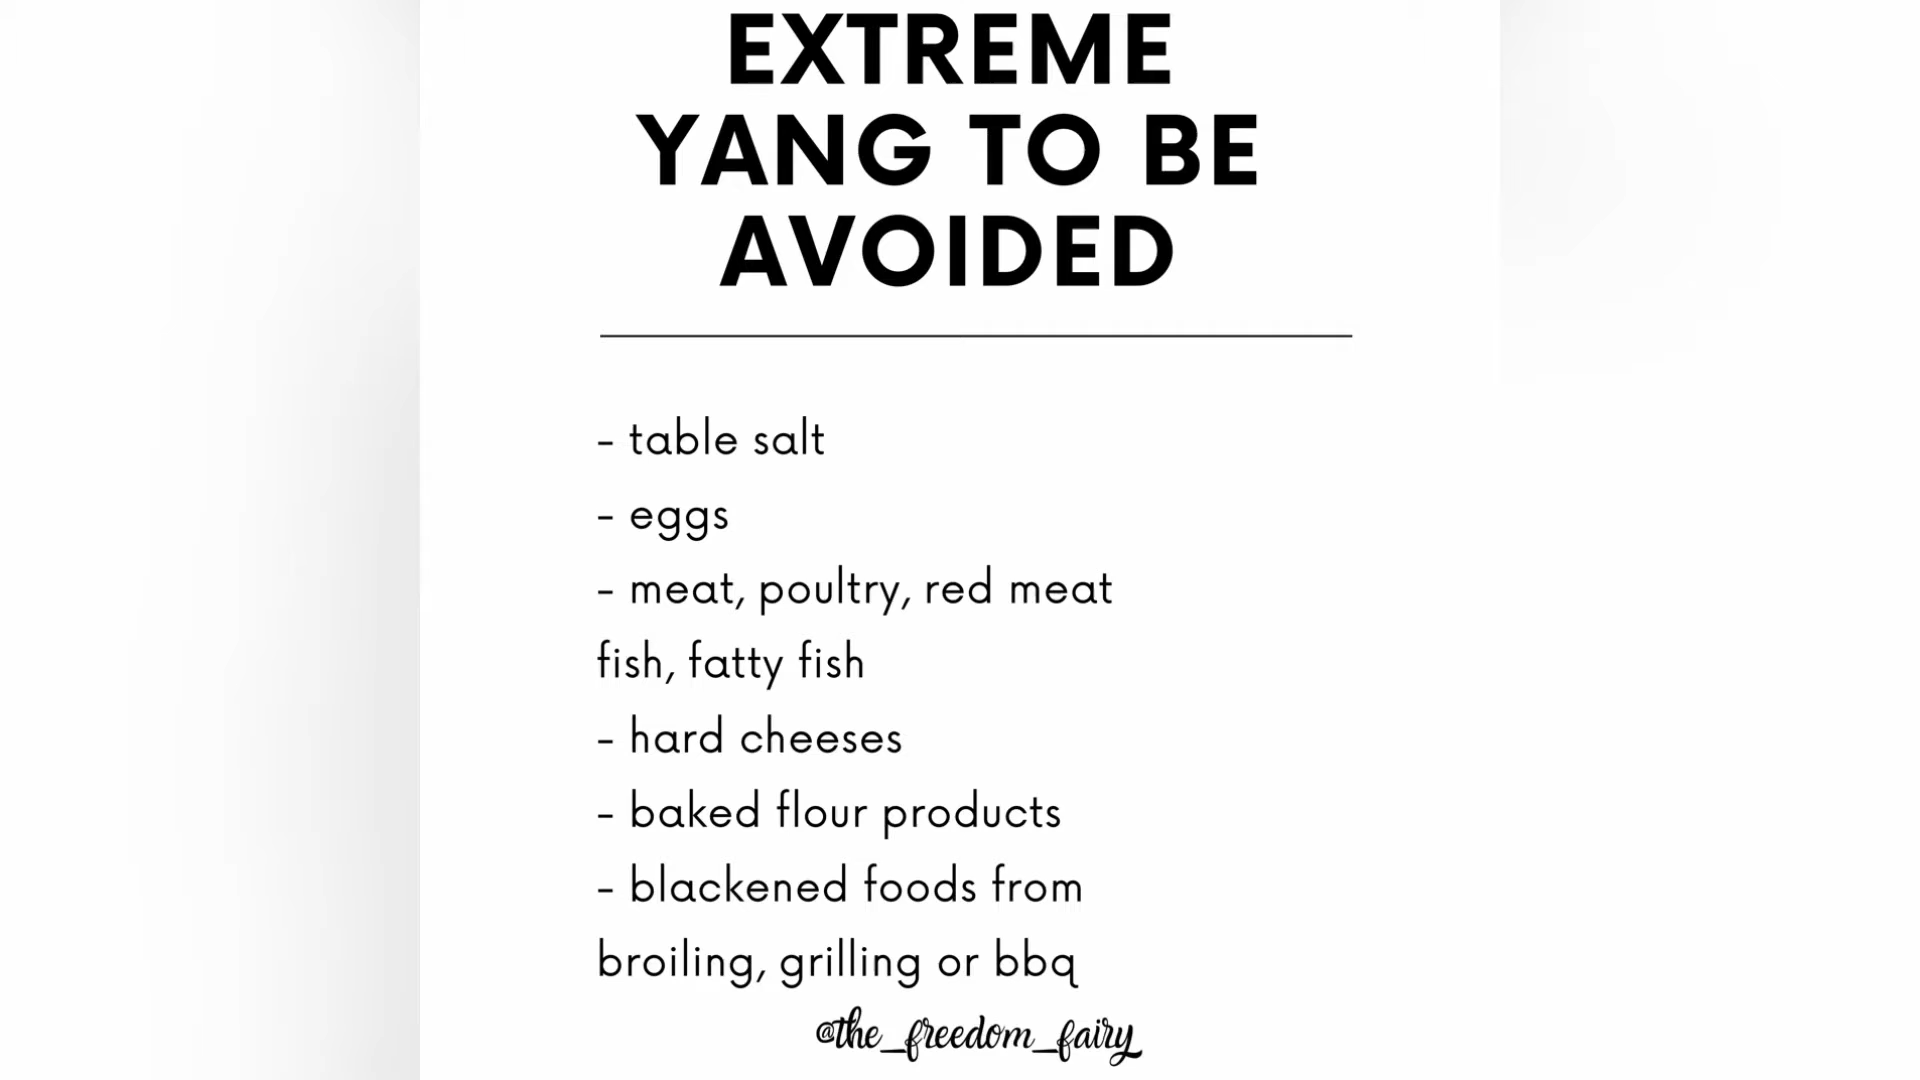 EXTREME
YANG TO BE
AVOIDED
- table salt
- eggs
- meat, poultry, red meat
fish, fatty fish
- hard cheeses
- baked flour products
- blackened foods from
broiling, grilling or bbq
@the_freedom_fairy